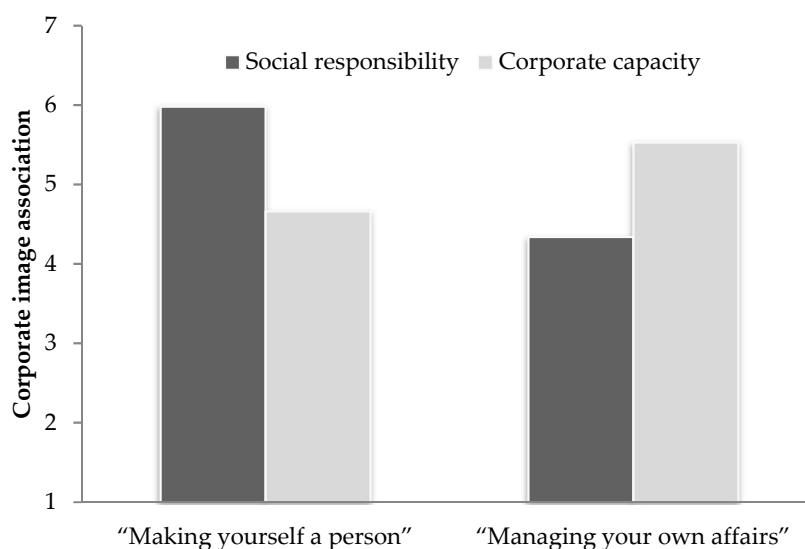 7
Social responsibility Corporate capacity
6
5
4
3
2
1
Corporate image association
“Making yourself a person” “Managing your own affairs”